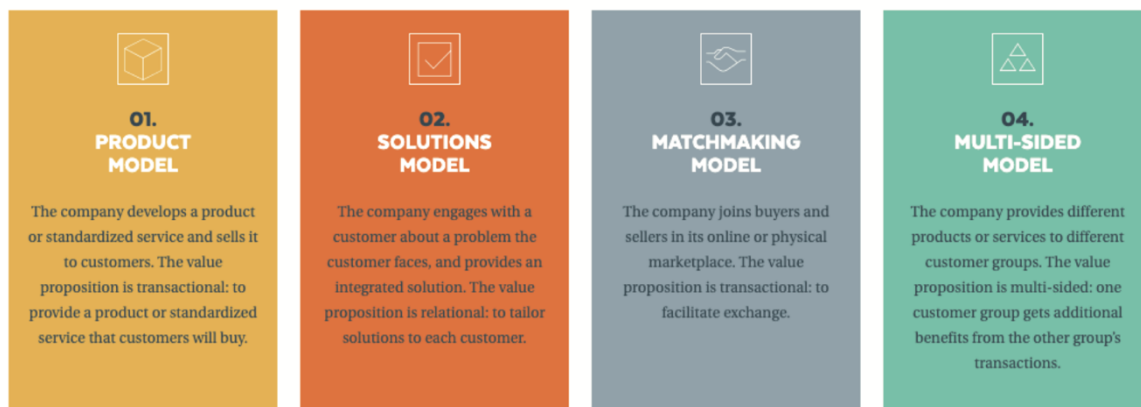 01.
PRODUCT
MODEL
The company develops a product
or standardized service and sells it
to customers. The value
proposition is transactional: to
provide a product or standardized
service that customers will buy.
02.
SOLUTIONS
MODEL
The company engages with a
customer about a problem the
customer faces, and provides an
integrated solution. The value
proposition is relational: to tailor
solutions to each customer.
03.
MATCHMAKING
MODEL
The company joins buyers and
sellers in its online or physical
marketplace. The value
proposition is transactional: to
facilitate exchange.
04.
MULTI-SIDED
MODEL
The company provides different
products or services to different
customer groups. The value
proposition is multi-sided: one
customer group gets additional
benefits from the other group’s
transactions.